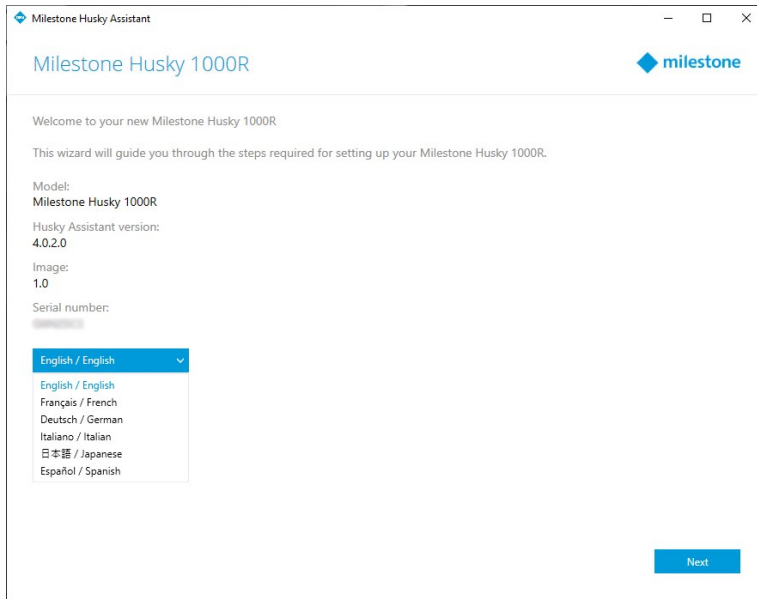 Milestone Husky Assistant
Milestone Husky 1000R
milestone
Welcome to your new Milestone Husky 1000R
This wizard will guide you through the steps required for setting up your Milestone Husky 1000R.
Model:
Milestone Husky 1000R
Husky Assistant version:
4.0.2.0
Image:
1.0
Serial number:
English / English
English / English
Français / French
Deutsch / German
Italiano / Italian
日本語 / Japanese
Español / Spanish
Next